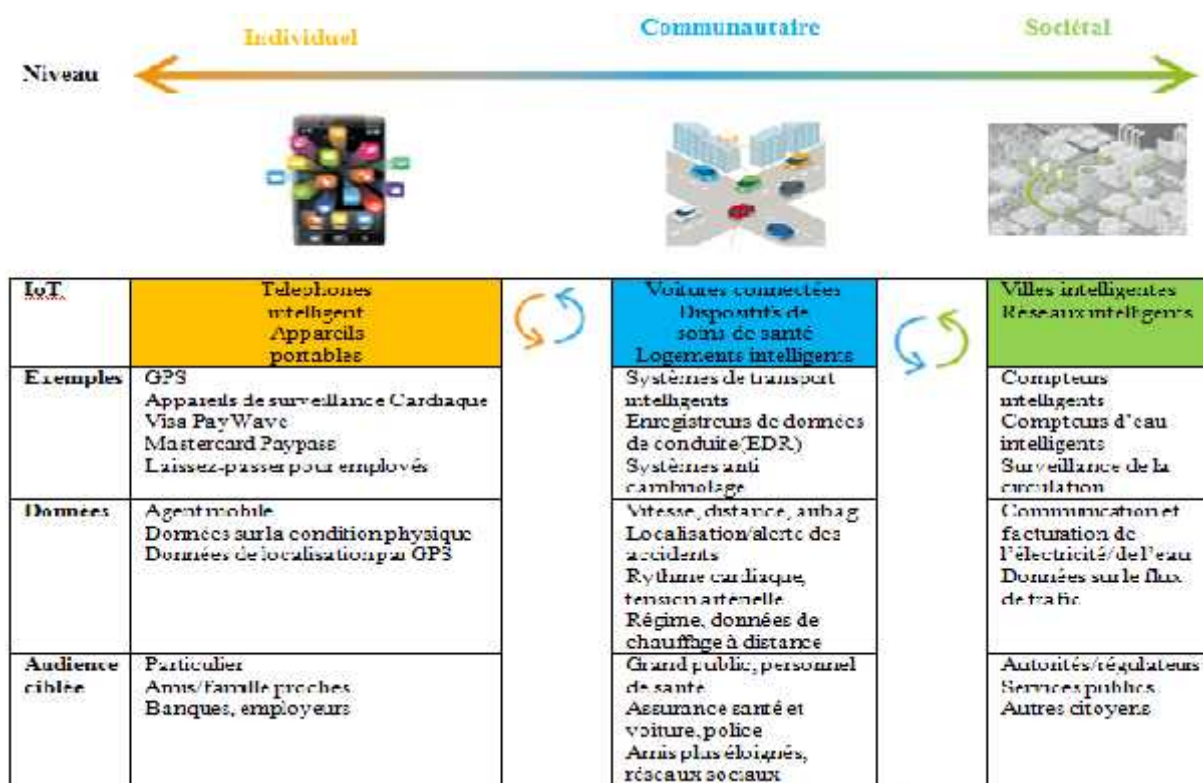 Individuel
Communautaire
Sociétal
Niveau
IoT
Telephones
intelligent
Appareils
portables
Voitures connectées
Dispositifs de
soins de santé
Logements intelligents
Villes intelligentes
Réseaux intelligents
Exemples
GPS
Appareils de surveillance Cardiaque
Visa PayWave
Mastercard Paypass
Laissez-passer pour employés
Systèmes de transport
intelligents
Enregistreurs de données
de conduite(EDR)
Systèmes anti
cambriolage
Compteurs
intelligents
Compteurs d'eau
intelligents
Surveillance de la
circulation
Données
Agent mobile
Données sur la condition physique
Données de localisation par GPS
Vitesse, distance, airbag
Localisation/alerte des
accidents
Rythme cardiaque,
tension artérielle
Régime, données de
chauffage à distance
Communication et
facturation de
l'électricité/de l'eau
Données sur le flux
de trafic
Audience
ciblée
Particulier
Amis/famille proches
Banques, employeurs
Grand public, personnel
de santé
Assurance santé et
voiture, police
Amis plus éloignés,
réseaux sociaux
Autorités/régulateurs
Services publics
Autres citoyens